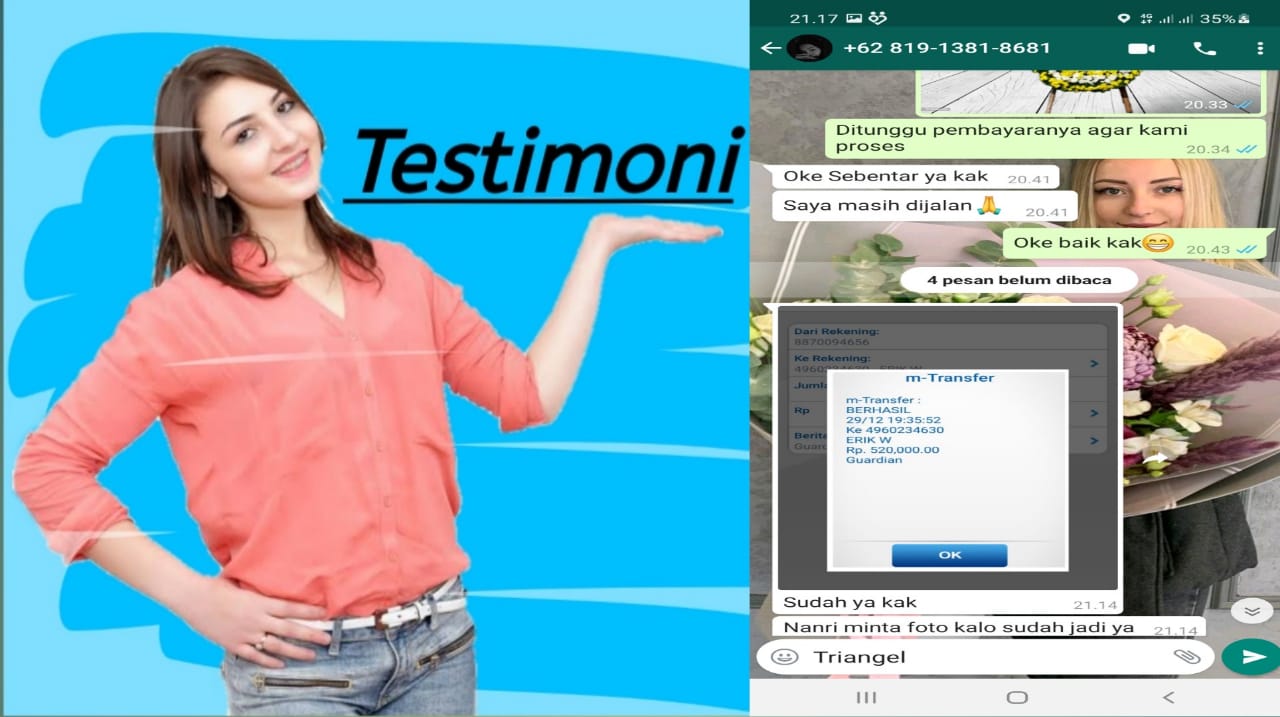 Testimoni
21.17
4G
35%
+62 819-1381-8681
20.33
Ditunggu pembayaranya agar kami
proses
20.34
Oke Sebentar ya kak 20.41
Saya masih dijalan🙏 20.41
Oke baik kak😁 20.43
4 pesan belum dibaca
Dari Rekening:
8870094656
Ke Rekening:
4960234630 ERIK W
m-Transfer
Rp
m-Transfer :
BERHASIL
29/12 19:35:52
Ke 4960234630
ERIK W
Rp. 520,000.00
Guardian
OK
Sudah ya kak
21.14
Nanri minta foto kalo sudah jadi ya 21.14
Triangel